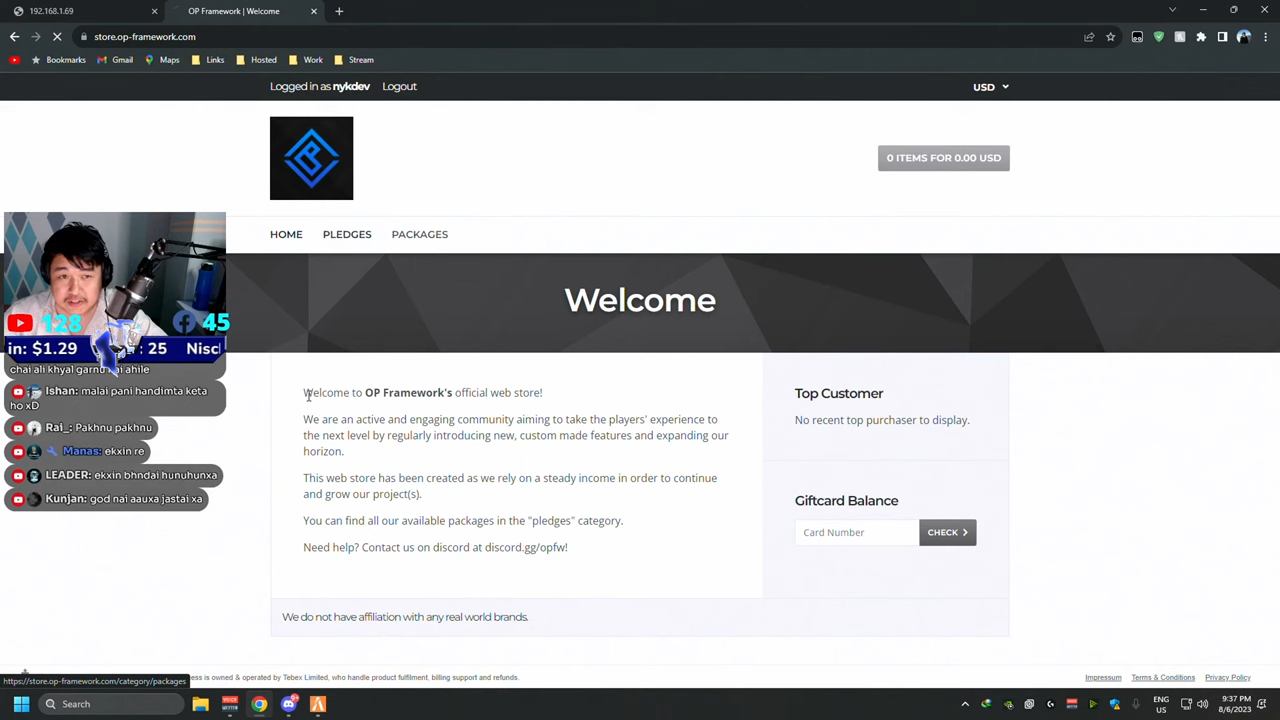 192.168.1.69
OP Framework | Welcome
store.op-framework.com
Bookmarks
Gmail
Maps
Links
Hosted
Work
Stream
Logged in as nykdev
Logout
USD
0 ITEMS FOR 0.00 USD
HOME
PLEDGES
PACKAGES
Welcome
128
45
in: $1.29
: 25
chai ali khyal garnu
ahile
Ishan: malai pani handimta keta
ho xD
Rai_: Pakhnu pakhnu
Manas: ekxin re
LEADER: ekxin bhndai hunuhunxa
Kunjan: god nai aauxa jastai xa
Welcome to OP Framework's official web store!
We are an active and engaging community aiming to take the players' experience to
the next level by regularly introducing new, custom made features and expanding our
horizon.
This web store has been created as we rely on a steady income in order to continue
and grow our project(s).
You can find all our available packages in the "pledges" category.
Need help? Contact us on discord at discord.gg/opfw!
Top Customer
No recent top purchaser to display.
Giftcard Balance
Card Number
CHECK
We do not have affiliation with any real world brands.
https://store.op-framework.com/category/packages
ess is owned & operated by Tebex Limited, who handle product fulfilment, billing support and refunds.
Impressum
Terms & Conditions
Privacy Policy
Search
ENG
US
9:37 PM
8/6/2023